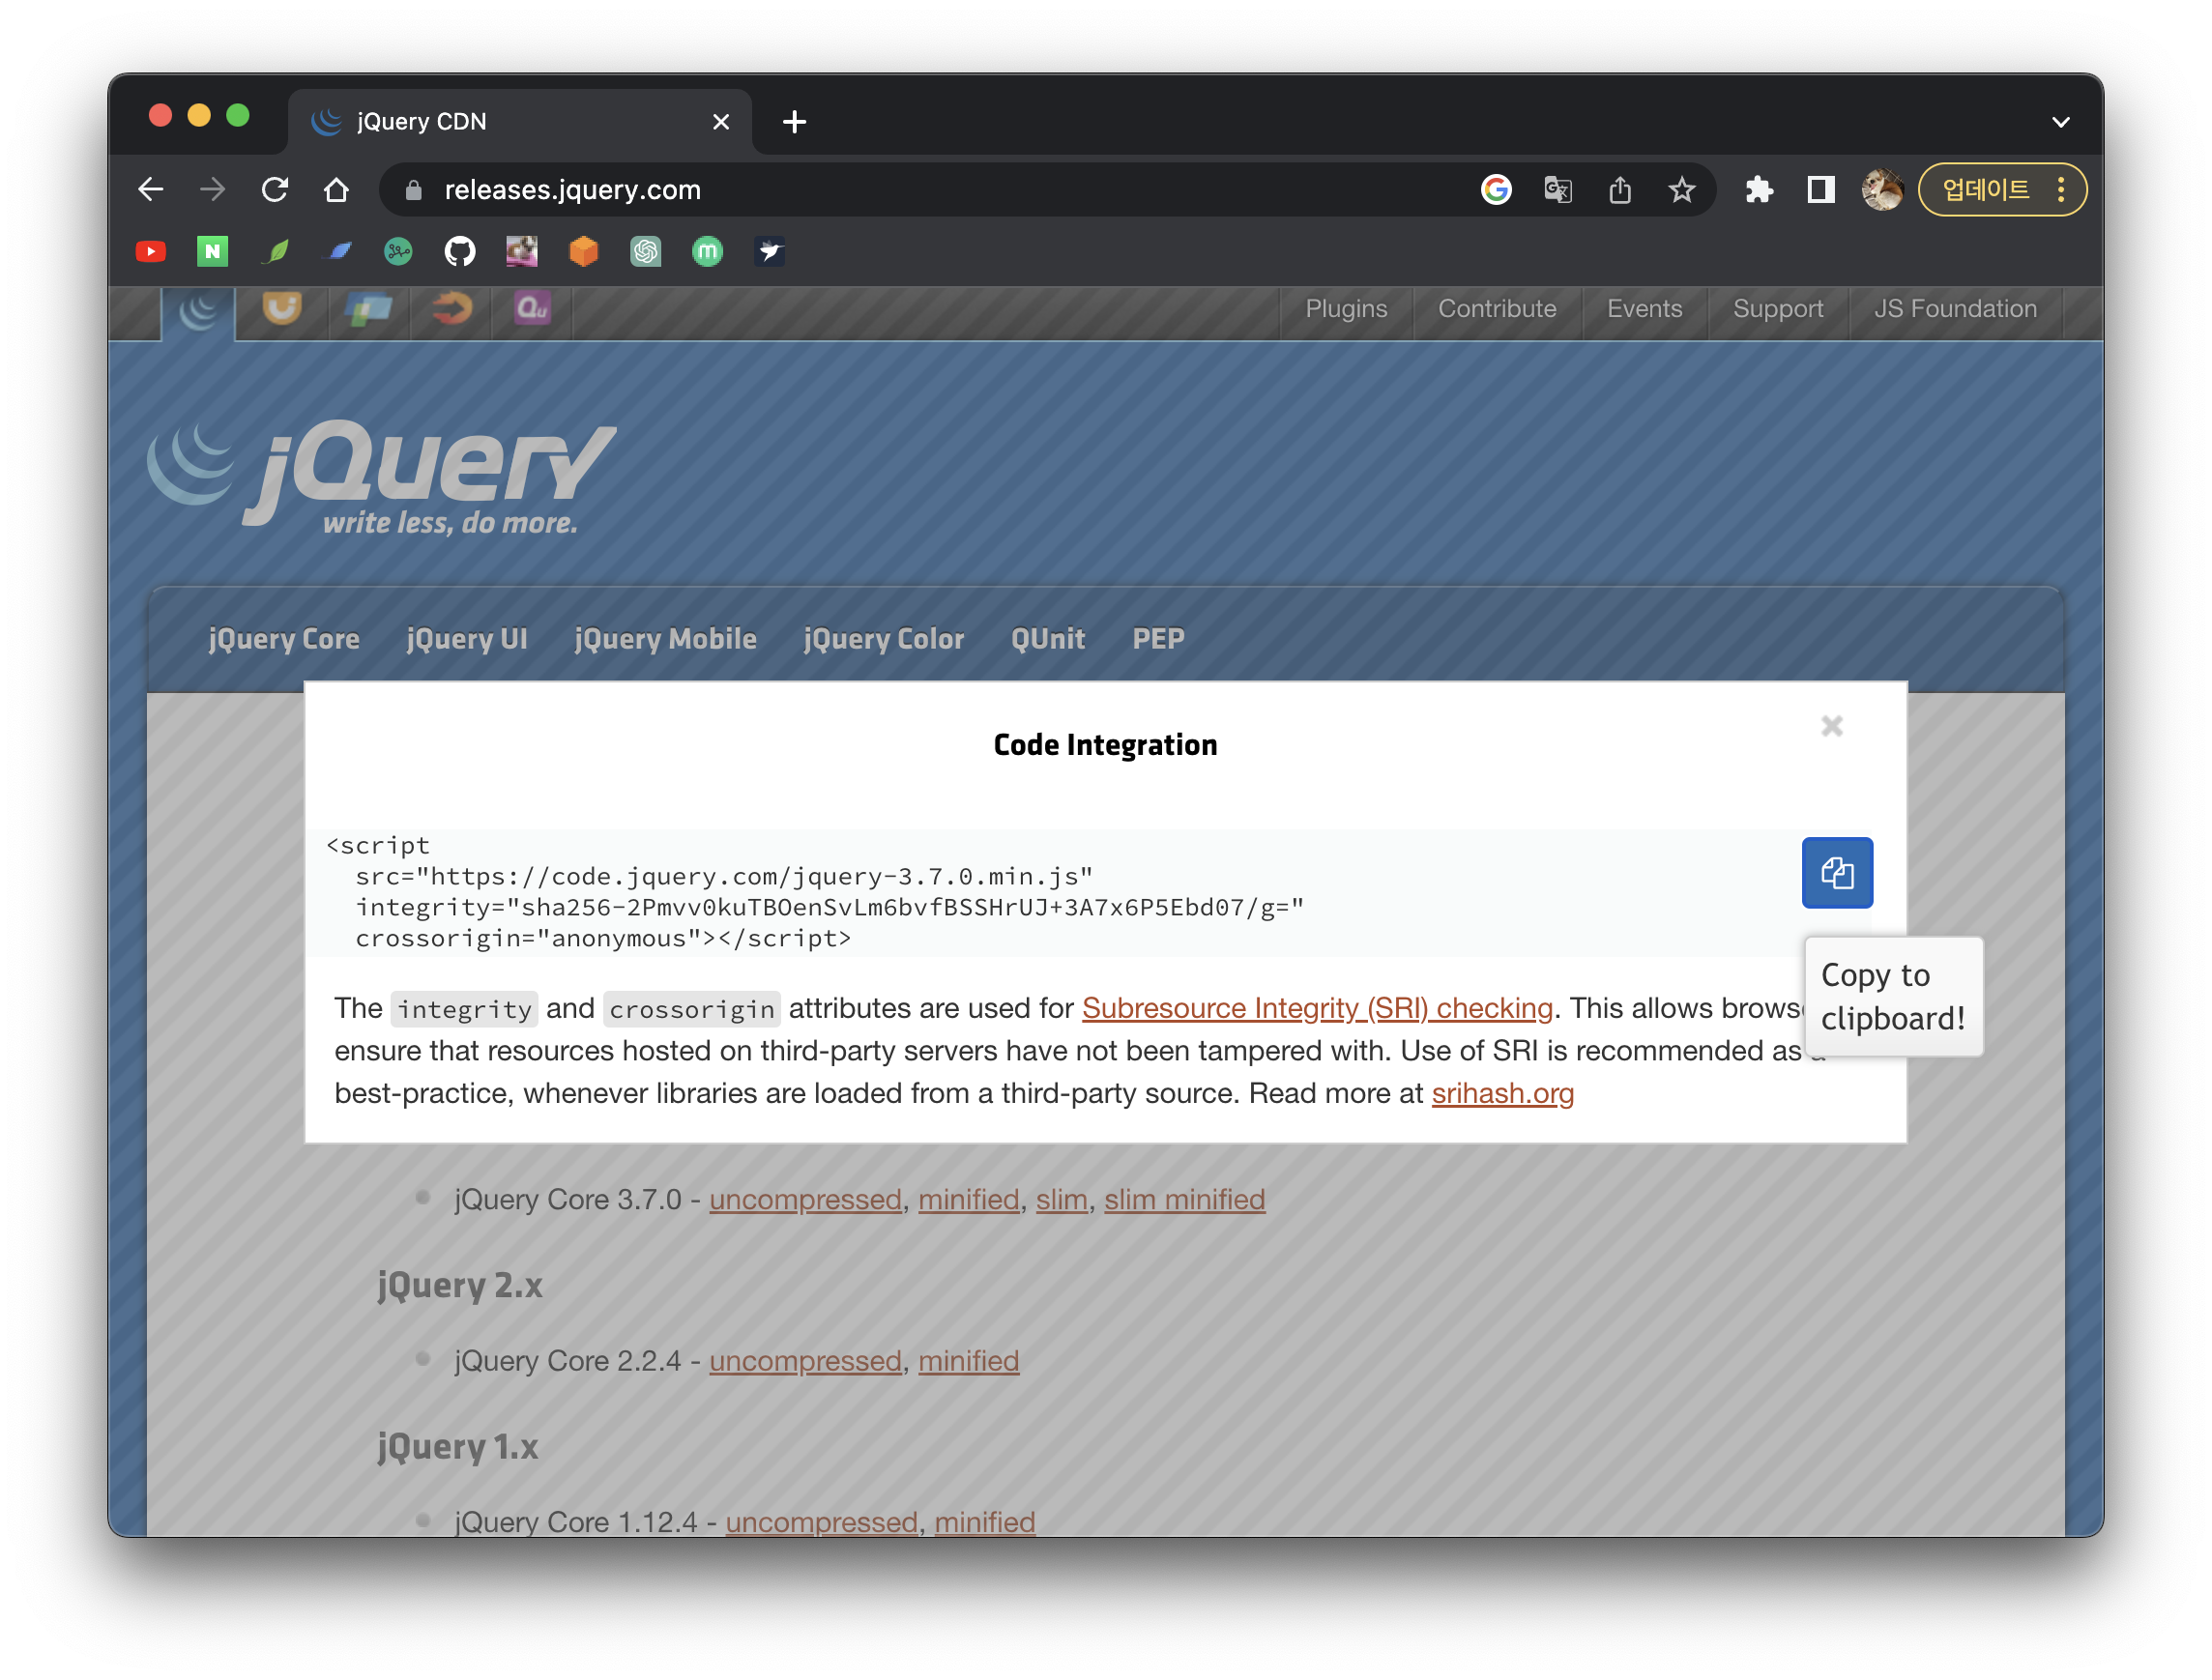 jQuery CDN
releases.jquery.com
업데이트
Plugins Contribute Events Support JS Foundation
jQuery
write less, do more.
jQuery Core jQuery UI jQuery Mobile jQuery Color QUnit PEP
Code Integration
<script
src="https://code.jquery.com/jquery-3.7.0.min.js"
integrity="sha256-2Pmvv0kuTBOenSvLm6bvfBSSHrUJ+3A7x6P5Ebd07/g="
crossorigin="anonymous"></script>
Copy to
clipboard!
The integrity and crossorigin attributes are used for Subresource Integrity (SRI) checking. This allows brows
ensure that resources hosted on third-party servers have not been tampered with. Use of SRI is recommended as a
best-practice, whenever libraries are loaded from a third-party source. Read more at srihash.org
jQuery Core 3.7.0 - uncompressed, minified, slim, slim minified
jQuery 2.x
jQuery Core 2.2.4 - uncompressed, minified
jQuery 1.x
jQuery Core 1.12.4 - uncompressed, minified